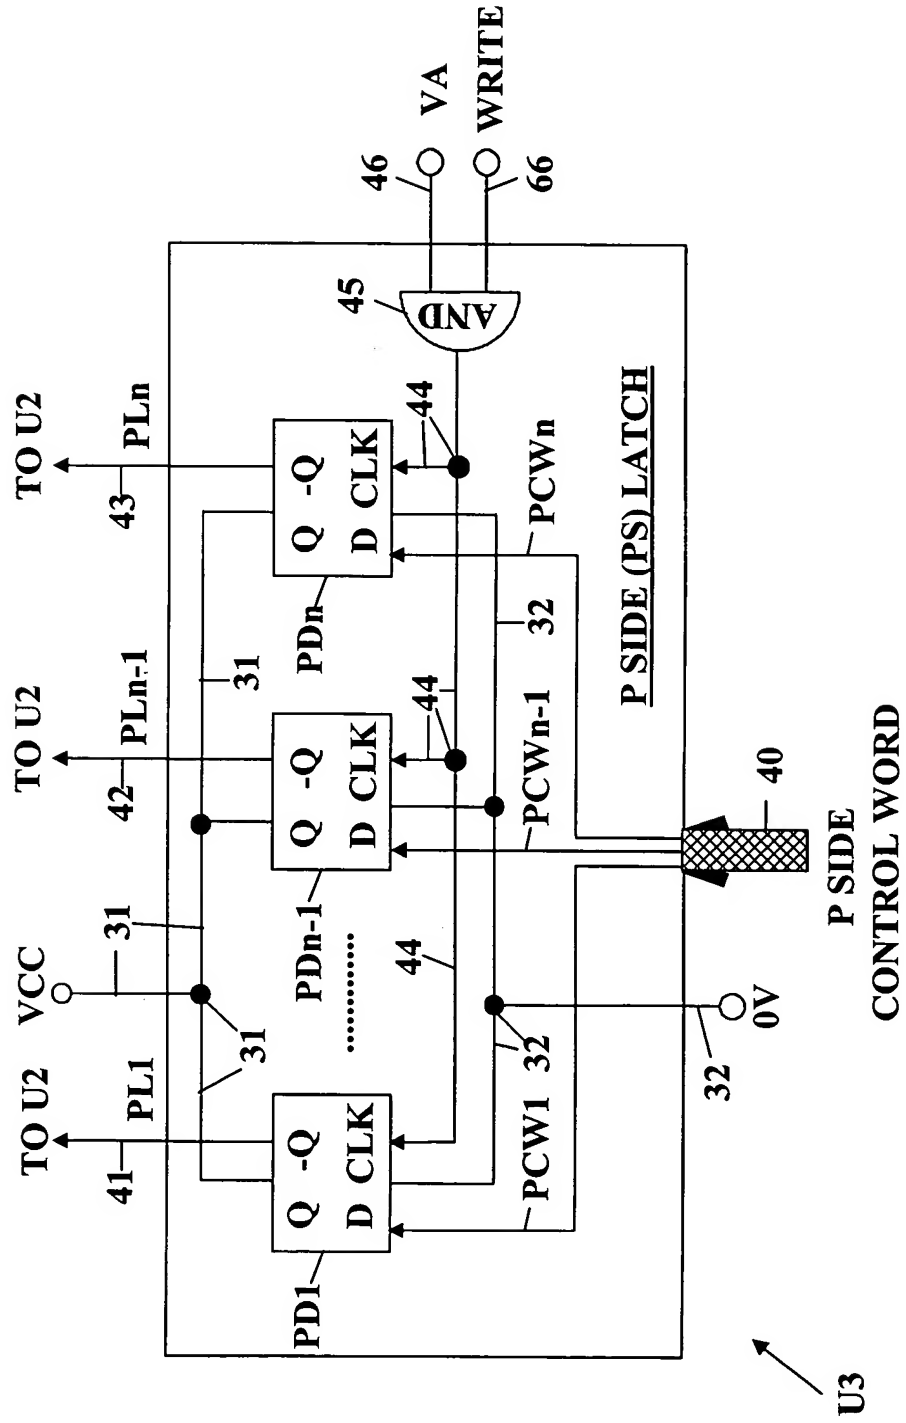 TO U2
TO U2
TO U2
VCC
PL1
PLn-1
PLn
41
42
43
31
31
31
PD1
PDn-1
PDn
Q -Q
D CLK
Q -Q
D CLK
Q -Q
D CLK
..........
44
44
44
45
AND
46
VA
66
WRITE
32
32
32
PCW1
PCWn-1
PCWn
0V
P SIDE (PS) LATCH
40
P SIDE
CONTROL WORD
U3